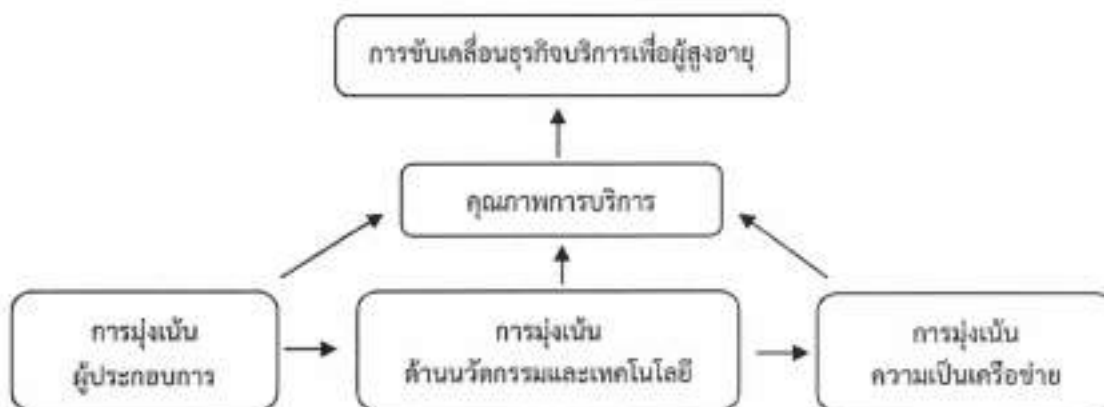 การขับเคลื่อนธุรกิจบริการเพื่อผู้สูงอายุ
คุณภาพการบริการ
การมุ่งเน้น
ผู้ประกอบการ
การมุ่งเน้น
ด้านนวัตกรรมและเทคโนโลยี
การมุ่งเน้น
ความเป็นเครือข่าย